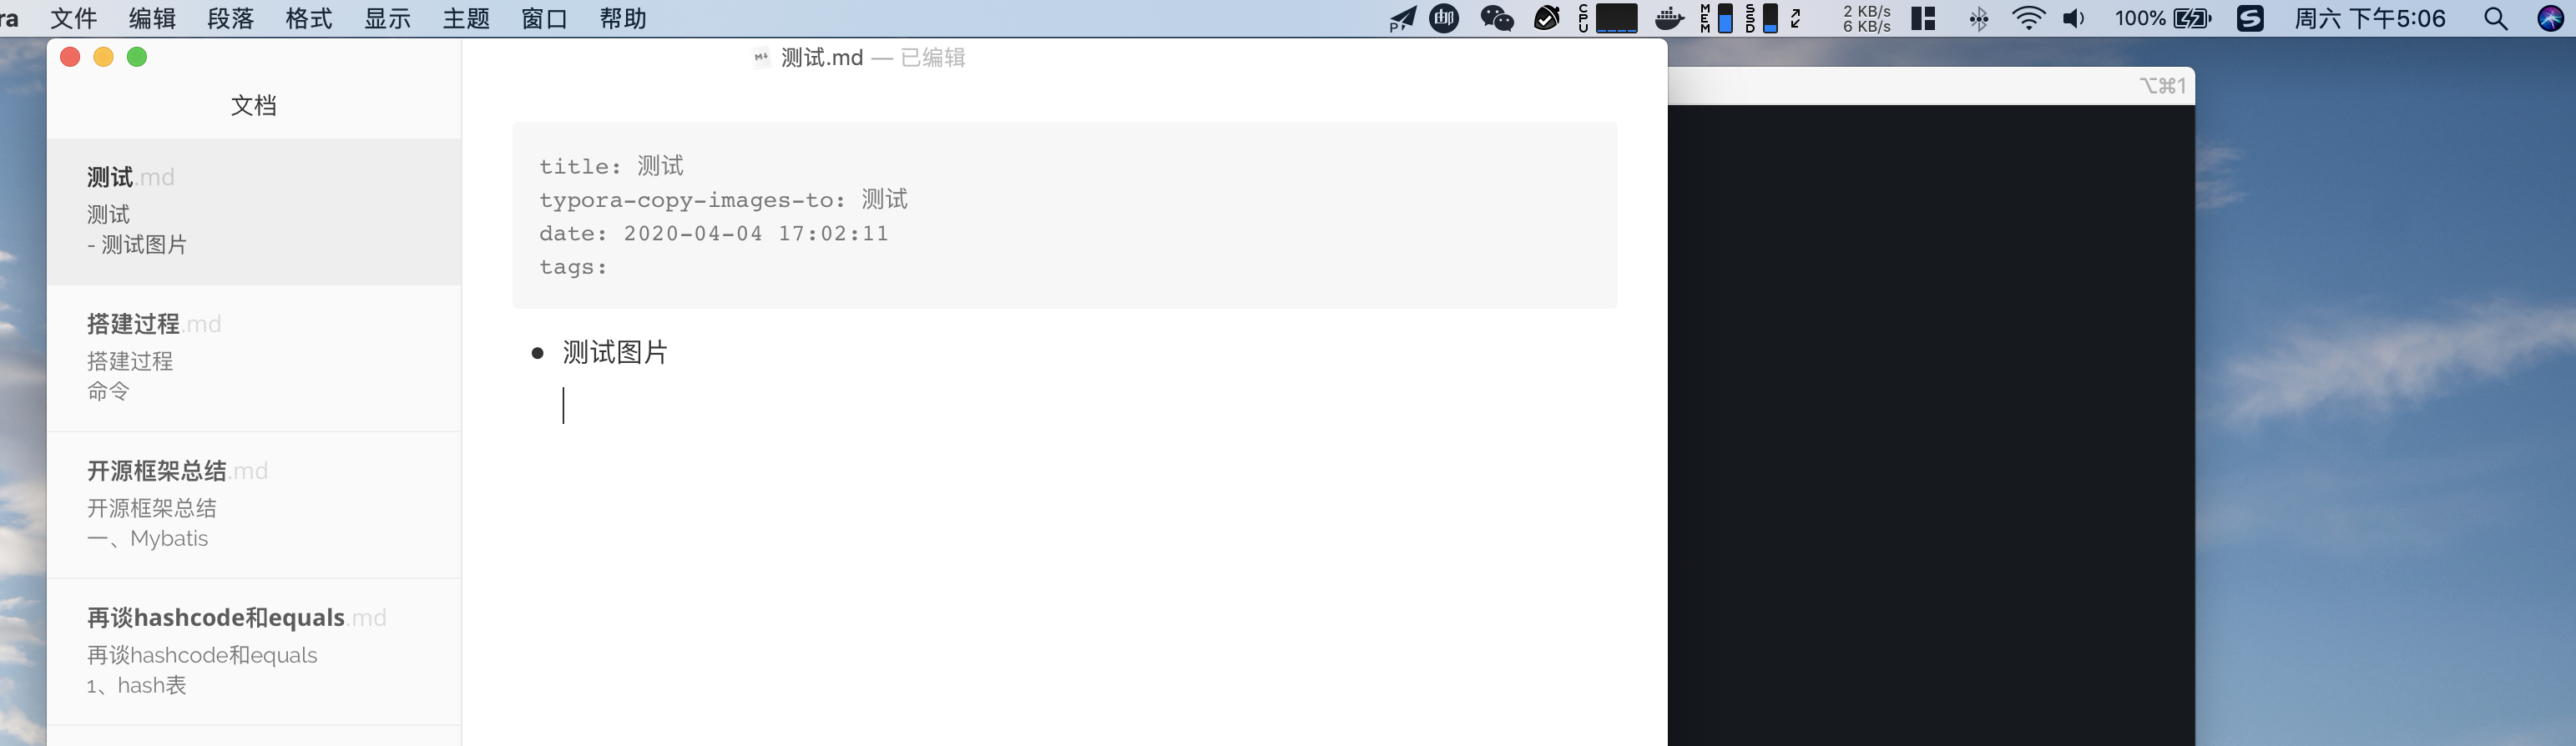 ra 文件 编辑 段落 格式 显示 主题 窗口 帮助 P 邮 CPU MEM SSD 2 KB/s 6 KB/s 100% S 周六 下午5:06
测试.md — 已编辑
⌥⌘1
文档
测试.md
测试
- 测试图片
搭建过程.md
搭建过程
命令
开源框架总结.md
开源框架总结
一、Mybatis
再谈hashcode和equals.md
再谈hashcode和equals
1、hash表
title: 测试
typora-copy-images-to: 测试
date: 2020-04-04 17:02:11
tags:
● 测试图片